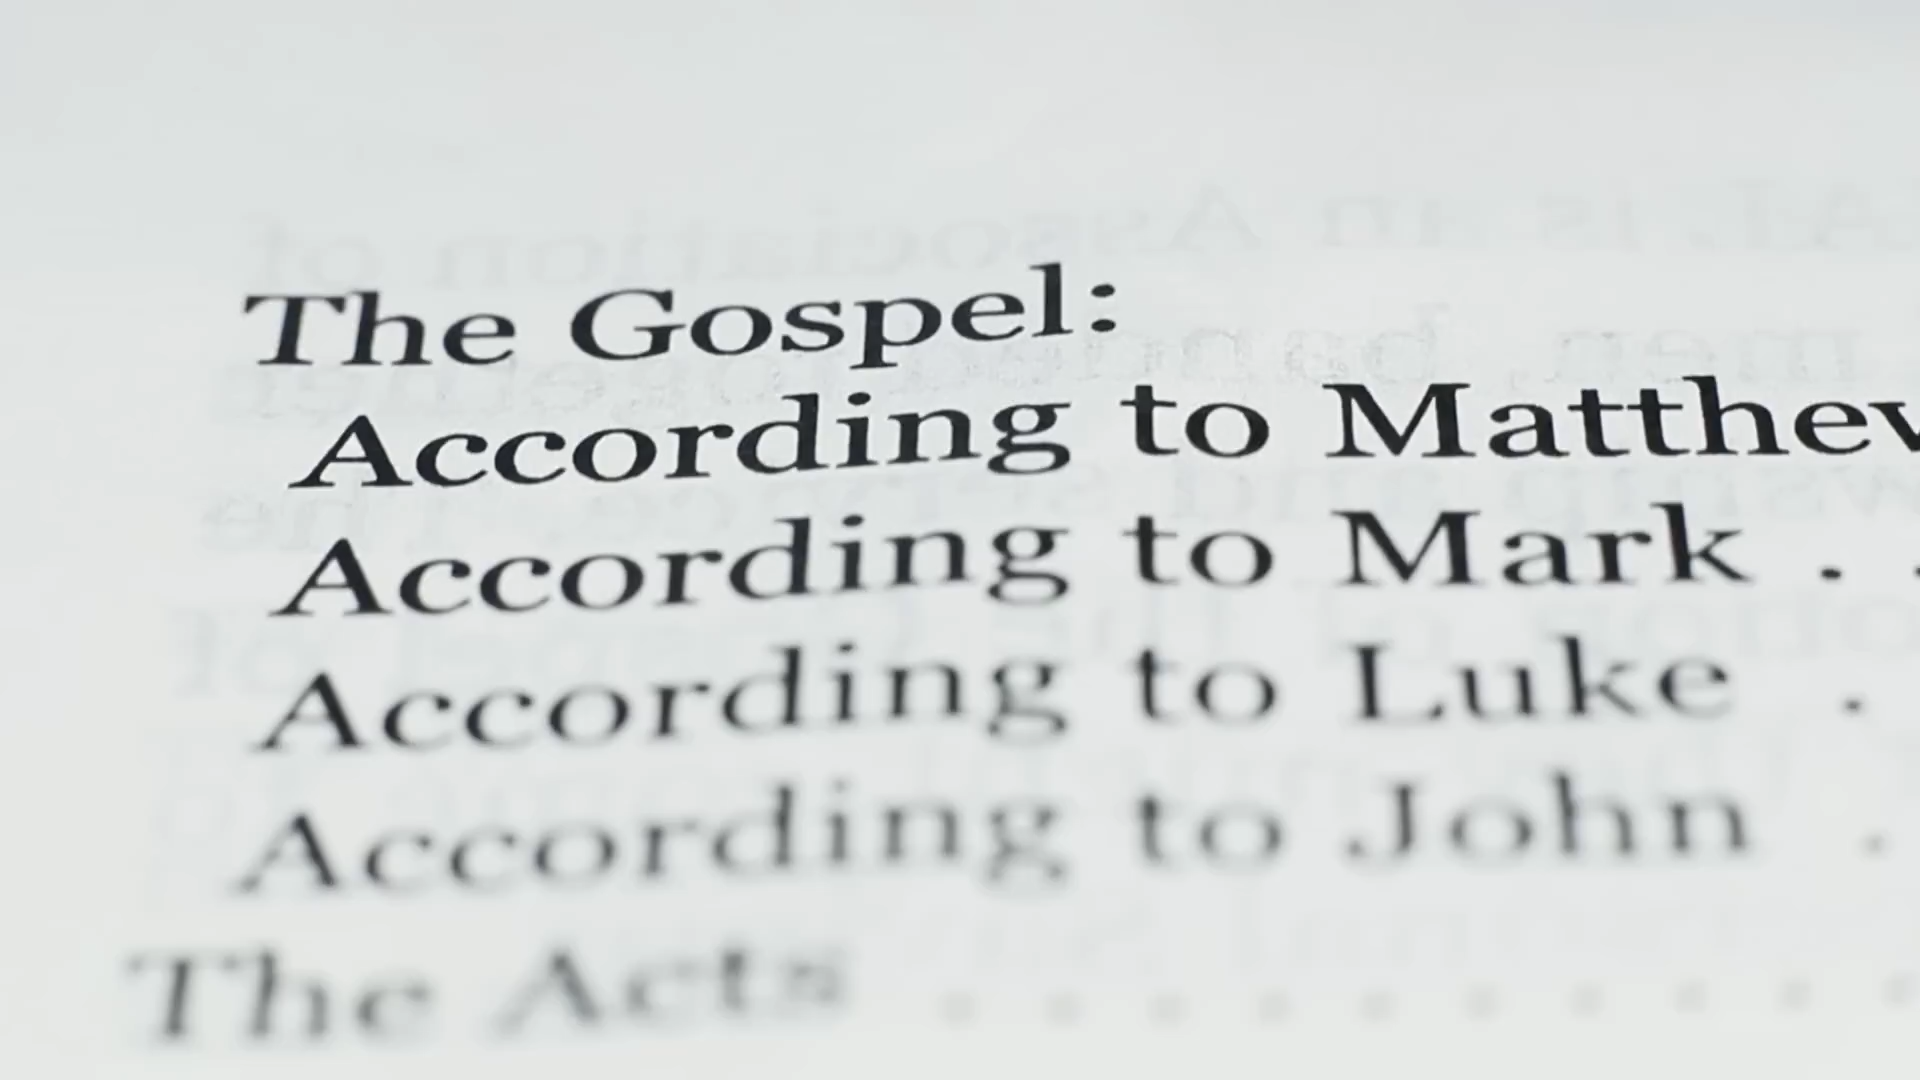 The Gospel:
According to Matthew
According to Mark . .
According to Luke .
According to John .
The Acts . . . . . . . . . .